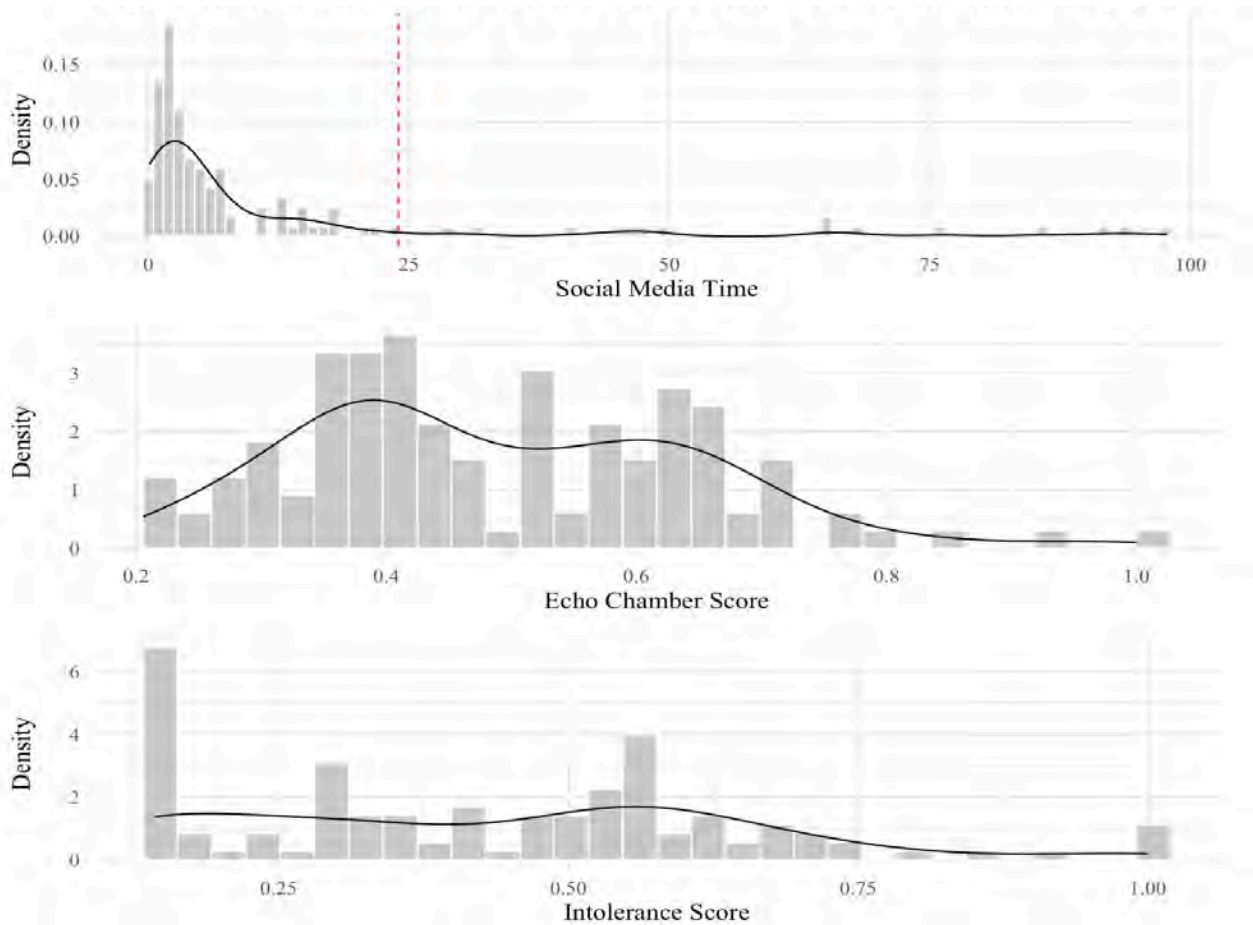 0.15
0.10
0.05
0.00
Density
0 25 50 75 100
Social Media Time
3
2
1
0
Density
0.2 0.4 0.6 0.8 1.0
Echo Chamber Score
6
4
2
0
Density
0.25 0.50 0.75 1.00
Intolerance Score